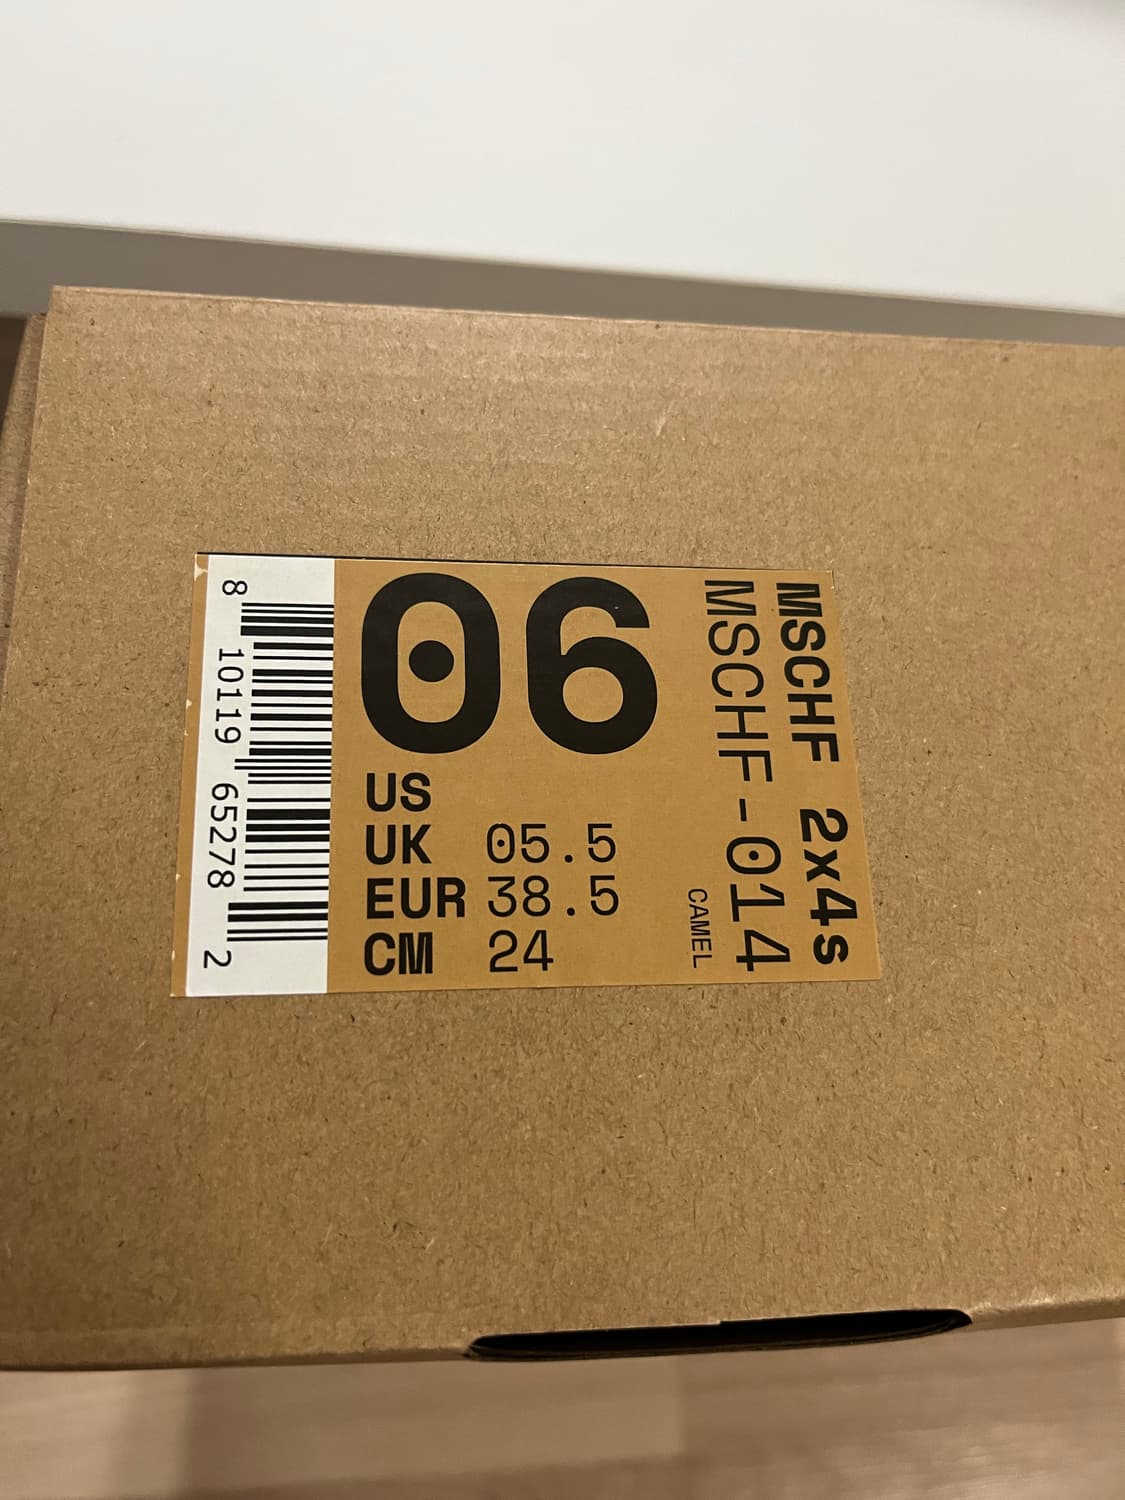 06
US
UK 05.5
EUR 38.5
CM 24
MSCHF 2x4s
MSCHF-014
CAMEL
8 10119 65278 2